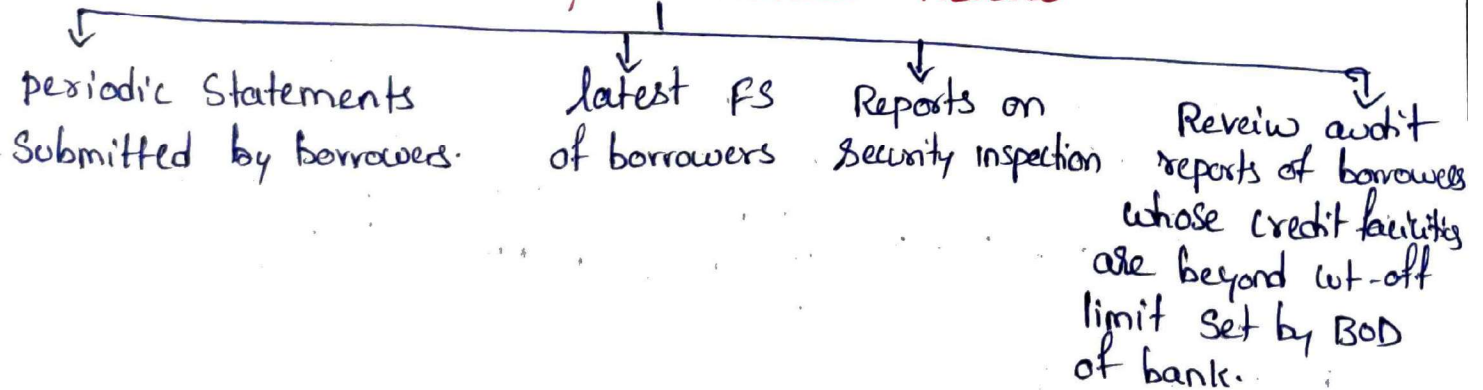 periodic Statements
Submitted by borrowers.
latest FS
of borrowers
Reports on
Security inspection
Reveiw audit
reports of borrowers
whose credit facilities
are beyond cut-off
limit set by BOD
of bank.